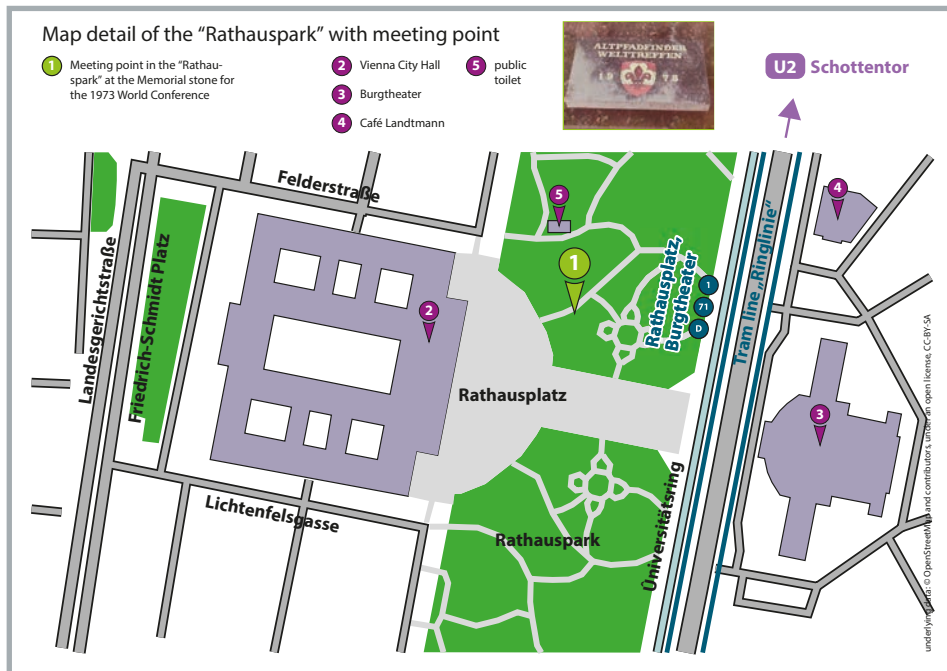 Map detail of the “Rathauspark” with meeting point
1
Meeting point in the “Rathau-
spark” at the Memorial stone for
the 1973 World Conference
2 Vienna City Hall
3 Burgtheater
4 Café Landtmann
5 public
toilet
ALTPFADFINDER
WELTTREFFEN
1973
U2 Schottentor
Felderstraße
Landesgerichtstraße
Friedrich-Schmidt Platz
Lichtenfelsgasse
Rathausplatz
Rathauspark
Rathausplatz,
Burgtheater
1
71
D
Universitätsring
Tram line „Ringlinie“
1
2
3
4
5
underlying data: © OpenStreetMap and contributors, under an open license, CC-BY-SA